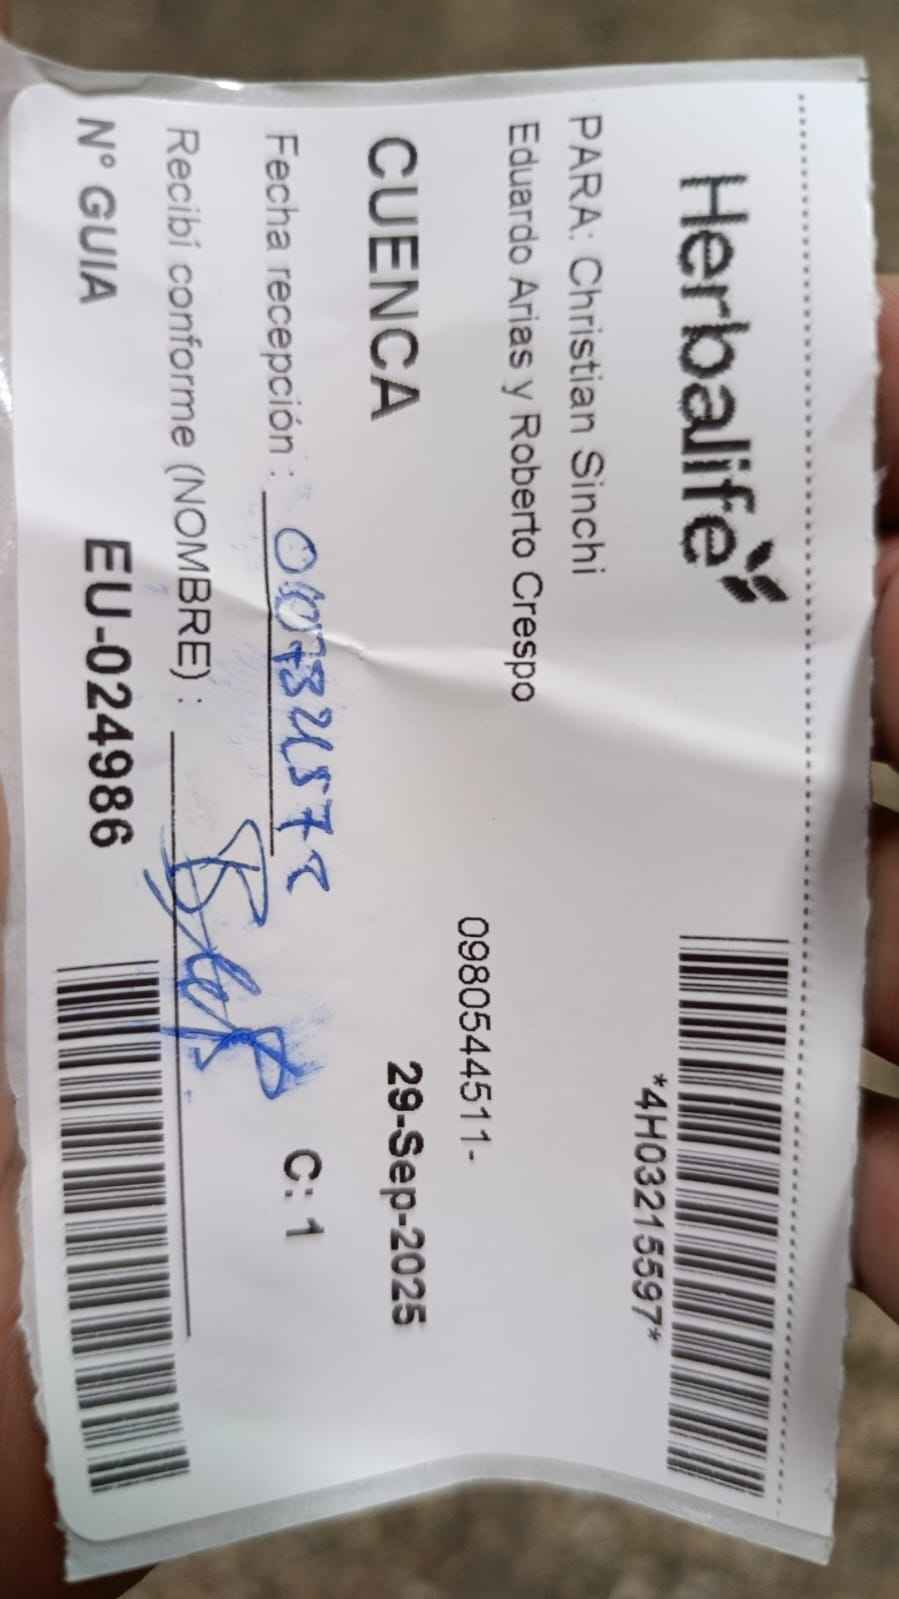 Herbalife
*4H03215597*
PARA: Christian Sinchi
Eduardo Arias y Roberto Crespo
0980544511-
CUENCA 29-Sep-2025
Fecha recepción :
C: 1
Recibí conforme (NOMBRE) :
N° GUIA EU-024986